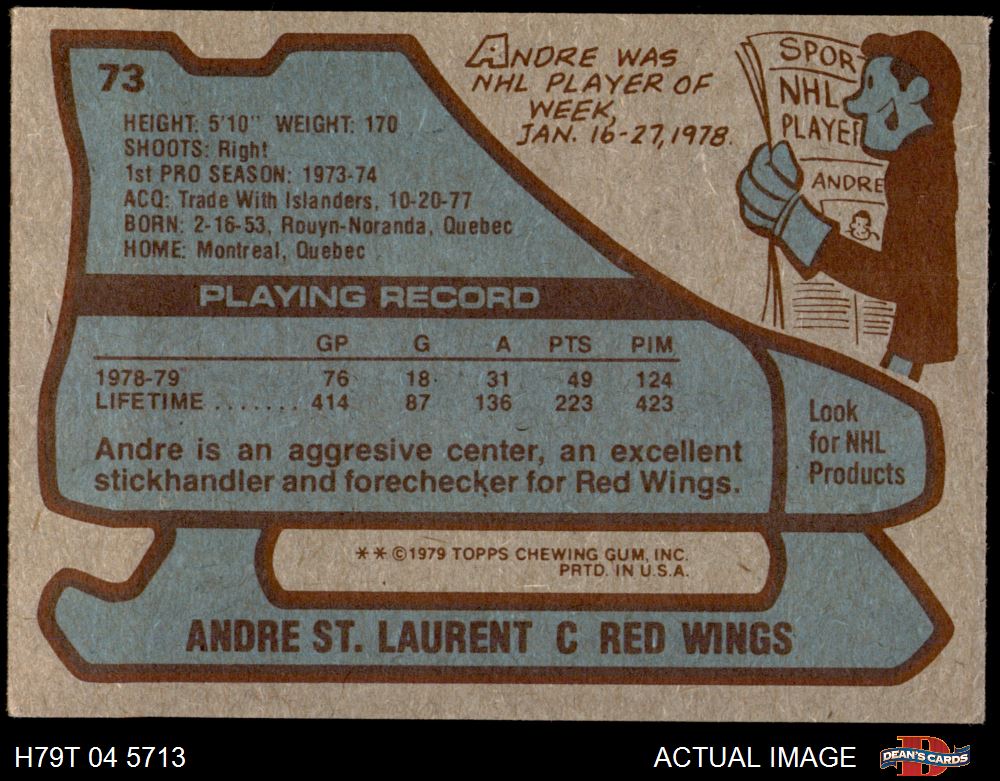 73
HEIGHT: 5'10" WEIGHT: 170
SHOOTS: Right
1st PRO SEASON: 1973-74
ACQ: Trade With Islanders, 10-20-77
BORN: 2-16-53, Rouyn-Noranda, Quebec
HOME: Montreal, Quebec
ANDRE WAS
NHL PLAYER OF
WEEK,
JAN. 16-27, 1978.
SPOR
NHL
PLAYE
ANDRE
PLAYING RECORD
GP G A PTS PIM
1978-79 76 18 31 49 124
LIFETIME ....... 414 87 136 223 423
Andre is an aggresive center, an excellent
stickhandler and forechecker for Red Wings.
Look
for NHL
Products
** ©1979 TOPPS CHEWING GUM, INC.
PRTD. IN U.S.A.
ANDRE ST. LAURENT C RED WINGS
H79T 04 5713
ACTUAL IMAGE
D
DEAN'S CARDS